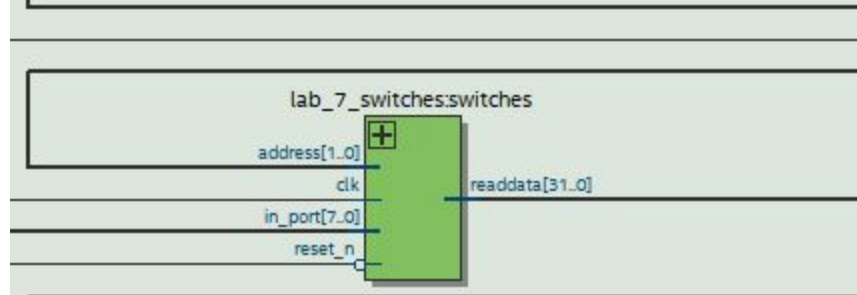 lab_7_switches:switches
address[1..0]
clk
readdata[31..0]
in_port[7..0]
reset_n